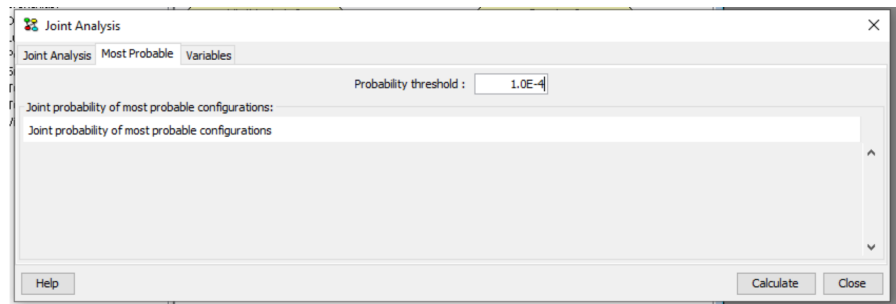 Joint Analysis
Joint Analysis Most Probable Variables
Probability threshold : 1.0E-4
Joint probability of most probable configurations:
Joint probability of most probable configurations
Help Calculate Close